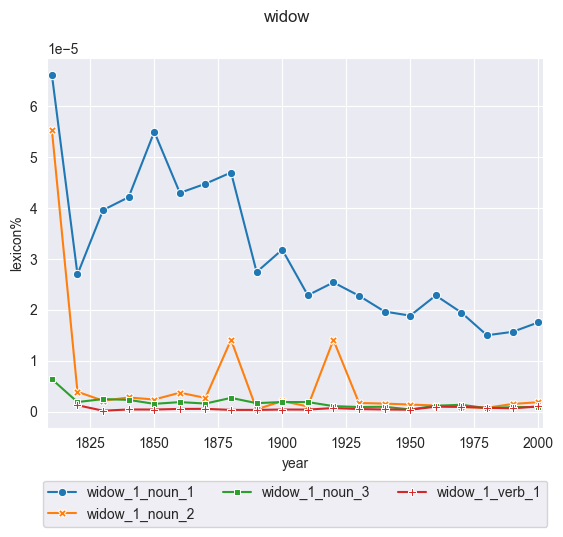 widow
1e−5
6
5
4
3
2
1
0
lexicon%
1825 1850 1875 1900 1925 1950 1975 2000
year
widow_1_noun_1 widow_1_noun_3 widow_1_verb_1
widow_1_noun_2